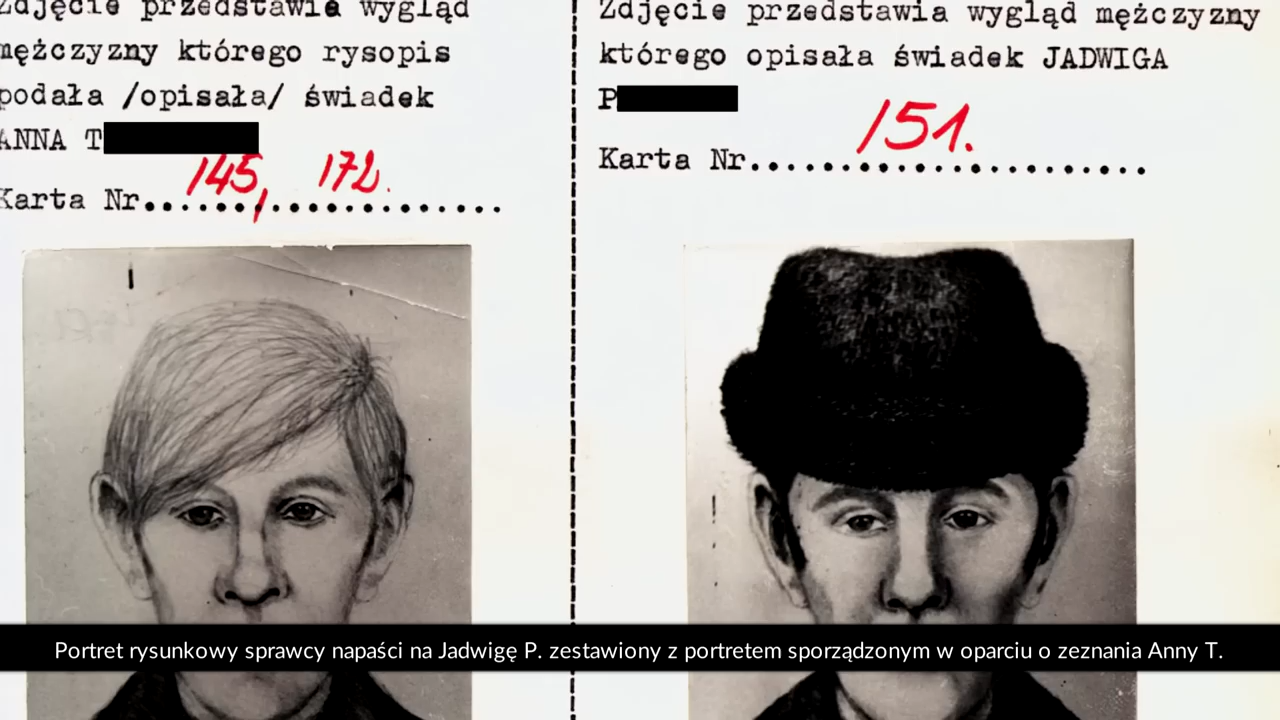 Zdjęcie przedstawia wygląd
mężczyzny którego rysopis
podała /opisała/ świadek
ANNA T
145, 172.
Karta Nr..............................
Zdjęcie przedstawia wygląd mężczyzny
którego opisała świadek JADWIGA
P
151.
Karta Nr..............................
Portret rysunkowy sprawcy napaści na Jadwigę P. zestawiony z portretem sporządzonym w oparciu o zeznania Anny T.